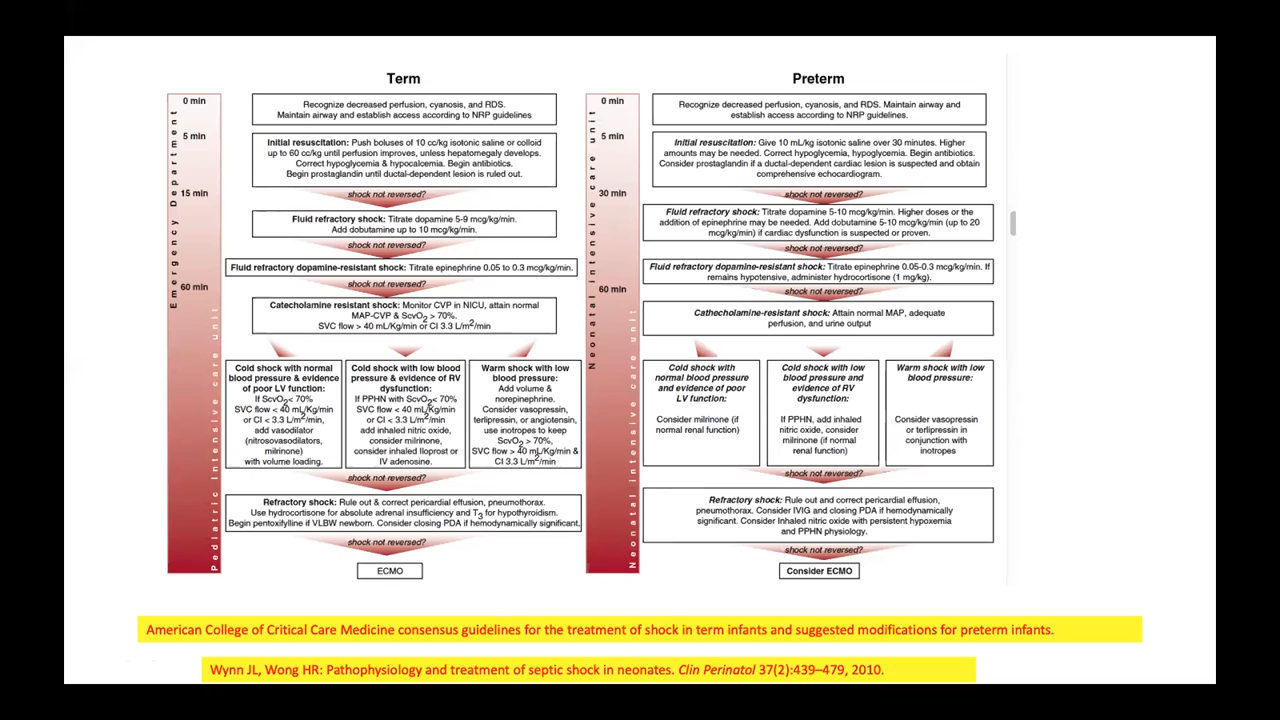 Term
Emergency Department
Pediatric intensive care unit
0 min
5 min
15 min
60 min
Recognize decreased perfusion, cyanosis, and RDS.
Maintain airway and establish access according to NRP guidelines
Initial resuscitation: Push boluses of 10 cc/kg isotonic saline or colloid
up to 60 cc/kg until perfusion improves, unless hepatomegaly develops.
Correct hypoglycemia & hypocalcemia. Begin antibiotics.
Begin prostaglandin until ductal-dependent lesion is ruled out.
shock not reversed?
Fluid refractory shock: Titrate dopamine 5-9 mcg/kg/min.
Add dobutamine up to 10 mcg/kg/min.
shock not reversed?
Fluid refractory dopamine-resistant shock: Titrate epinephrine 0.05 to 0.3 mcg/kg/min.
shock not reversed?
Catecholamine resistant shock: Monitor CVP in NICU, attain normal
MAP-CVP & ScvO2 > 70%.
SVC flow > 40 mL/Kg/min or CI 3.3 L/m2/min
Cold shock with normal
blood pressure & evidence
of poor LV function:
If ScvO2< 70%
SVC flow < 40 mL/Kg/min
or CI < 3.3 L/m2/min,
add vasodilator
(nitrosovasodilators,
milrinone)
with volume loading.
Cold shock with low blood
pressure & evidence of RV
dysfunction:
If PPHN with ScvO2< 70%
SVC flow < 40 mL/Kg/min
or CI < 3.3 L/m2/min
add inhaled nitric oxide,
consider milrinone,
consider inhaled Iloprost or
IV adenosine.
Warm shock with low
blood pressure:
Add volume &
norepinephrine.
Consider vasopressin,
terlipressin, or angiotensin,
use inotropes to keep
ScvO2 > 70%,
SVC flow > 40 mL/Kg/min &
CI 3.3 L/m2/min
shock not reversed?
Refractory shock: Rule out & correct pericardial effusion, pneumothorax.
Use hydrocortisone for absolute adrenal insufficiency and T3 for hypothyroidism.
Begin pentoxifylline if VLBW newborn. Consider closing PDA if hemodynamically significant.
shock not reversed?
ECMO
Preterm
Neonatal intensive care unit
Neonatal intensive care unit
0 min
5 min
30 min
60 min
Recognize decreased perfusion, cyanosis, and RDS. Maintain airway and
establish access according to NRP guidelines.
Initial resuscitation: Give 10 mL/kg isotonic saline over 30 minutes. Higher
amounts may be needed. Correct hypoglycemia, hypoglycemia. Begin antibiotics.
Consider prostaglandin if a ductal-dependent cardiac lesion is suspected and obtain
comprehensive echocardiogram.
shock not reversed?
Fluid refractory shock: Titrate dopamine 5-10 mcg/kg/min. Higher doses or the
addition of epinephrine may be needed. Add dobutamine 5-10 mcg/kg/min (up to 20
mcg/kg/min) if cardiac dysfunction is suspected or proven.
shock not reversed?
Fluid refractory dopamine-resistant shock: Titrate epinephrine 0.05-0.3 mcg/kg/min. If
remains hypotensive, administer hydrocortisone (1 mg/kg).
shock not reversed?
Cathecholamine-resistant shock: Attain normal MAP, adequate
perfusion, and urine output
Cold shock with
normal blood pressure
and evidence of poor
LV function:
Consider milrinone (if
normal renal function)
Cold shock with low
blood pressure and
evidence of RV
dysfunction:
If PPHN, add inhaled
nitric oxide, consider
milrinone (if normal
renal function)
Warm shock with low
blood pressure:
Consider vasopressin
or terlipressin in
conjunction with
inotropes
shock not reversed?
Refractory shock: Rule out and correct pericardial effusion,
pneumothorax. Consider IVIG and closing PDA if hemodynamically
significant. Consider Inhaled nitric oxide with persistent hypoxemia
and PPHN physiology.
shock not reversed?
Consider ECMO
American College of Critical Care Medicine consensus guidelines for the treatment of shock in term infants and suggested modifications for preterm infants.
Wynn JL, Wong HR: Pathophysiology and treatment of septic shock in neonates. Clin Perinatol 37(2):439–479, 2010.